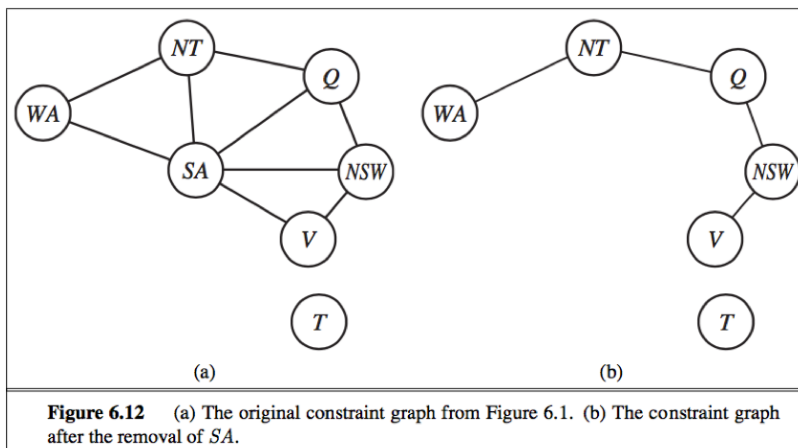 NT
Q
WA
SA
NSW
V
T
(a)
NT
Q
WA
NSW
V
T
(b)
Figure 6.12 (a) The original constraint graph from Figure 6.1. (b) The constraint graph
after the removal of SA.